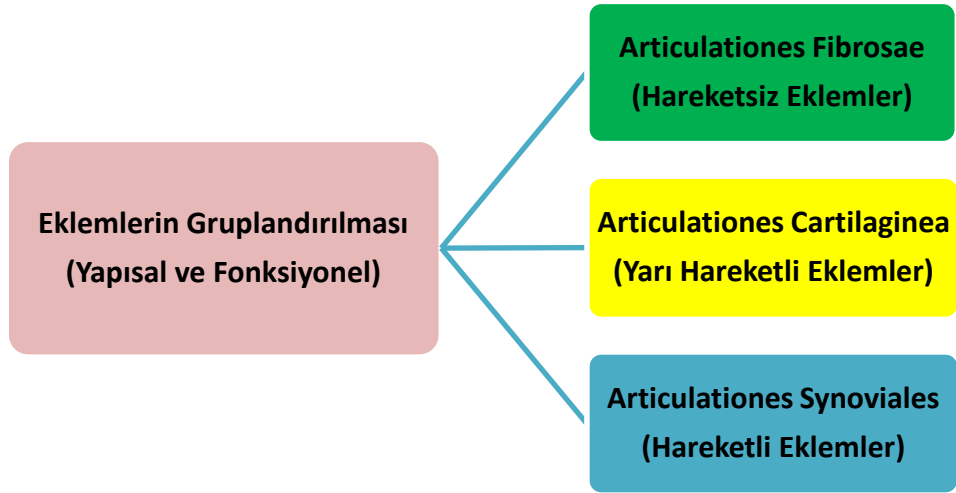 Eklemlerin Gruplandırılması
(Yapısal ve Fonksiyonel)
Articulationes Fibrosae
(Hareketsiz Eklemler)
Articulationes Cartilaginea
(Yarı Hareketli Eklemler)
Articulationes Synoviales
(Hareketli Eklemler)